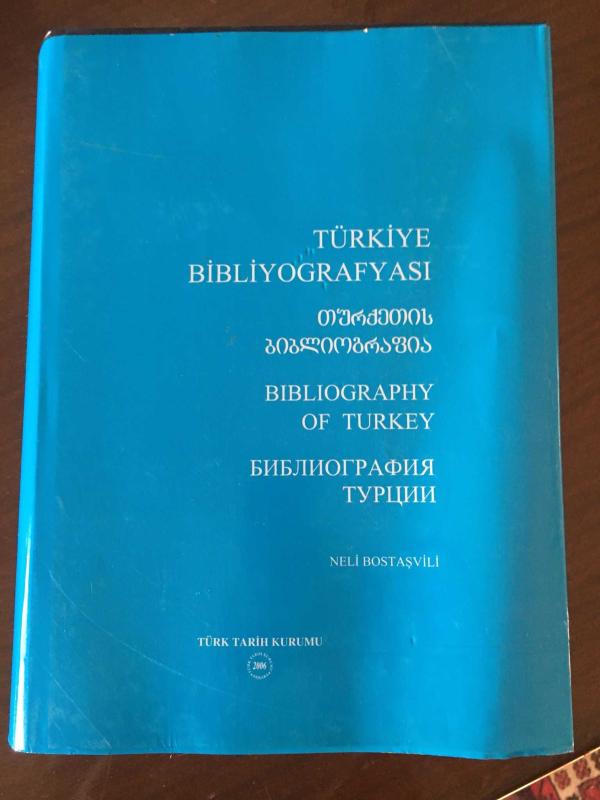 TÜRKİYE
BİBLİYOGRAFYASI
თურქეთის
ბიბლიოგრაფია
BIBLIOGRAPHY
OF TURKEY
БИБЛИОГРАФИЯ
ТУРЦИИ
NELİ BOSTAŞVİLİ
TÜRK TARİH KURUMU
2006